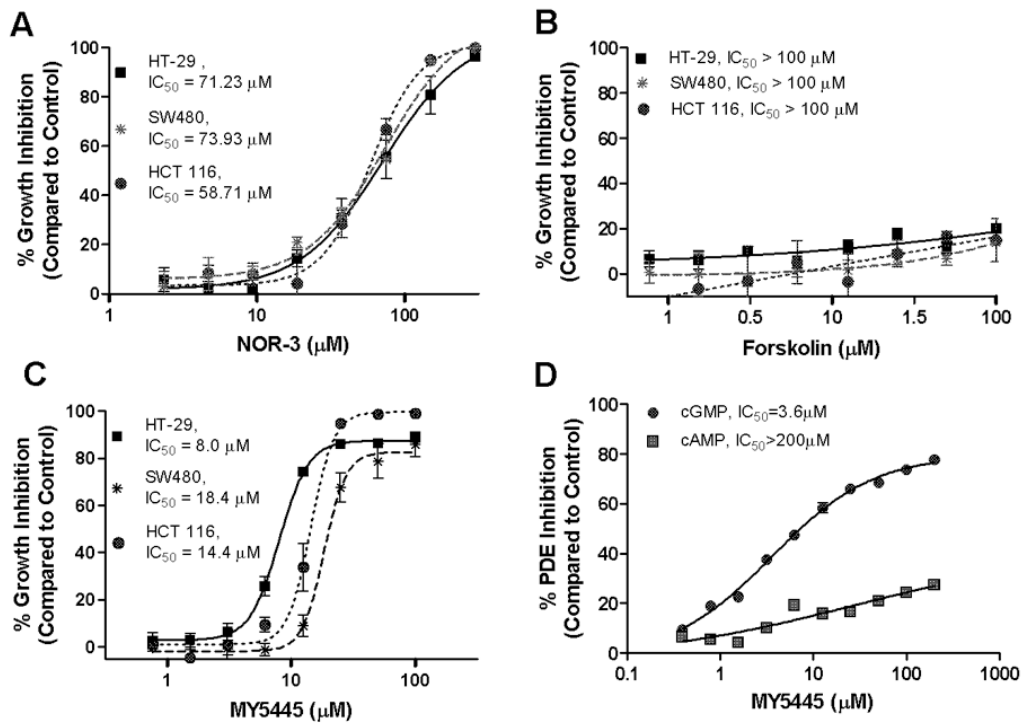 A
% Growth Inhibition
(Compared to Control)
100
80
60
40
20
0
HT-29 ,
IC50 = 71.23 μM
SW480,
IC50 = 73.93 μM
HCT 116,
IC50 = 58.71 μM
1
10
100
NOR-3 (μM)
B
% Growth Inhibition
(Compared to Control)
100
80
60
40
20
0
HT-29, IC50 > 100 μM
SW480, IC50 > 100 μM
HCT 116, IC50 > 100 μM
1
0.5
10
1.5
100
Forskolin (μM)
C
% Growth Inhibition
(Compared to Control)
100
80
60
40
20
0
HT-29,
IC50 = 8.0 μM
SW480,
IC50 = 18.4 μM
HCT 116,
IC50 = 14.4 μM
1
10
100
MY5445 (μM)
D
% PDE Inhibition
(Compared to Control)
100
80
60
40
20
0
cGMP, IC50=3.6μM
cAMP, IC50>200μM
0.1
1
10
100
1000
MY5445 (μM)